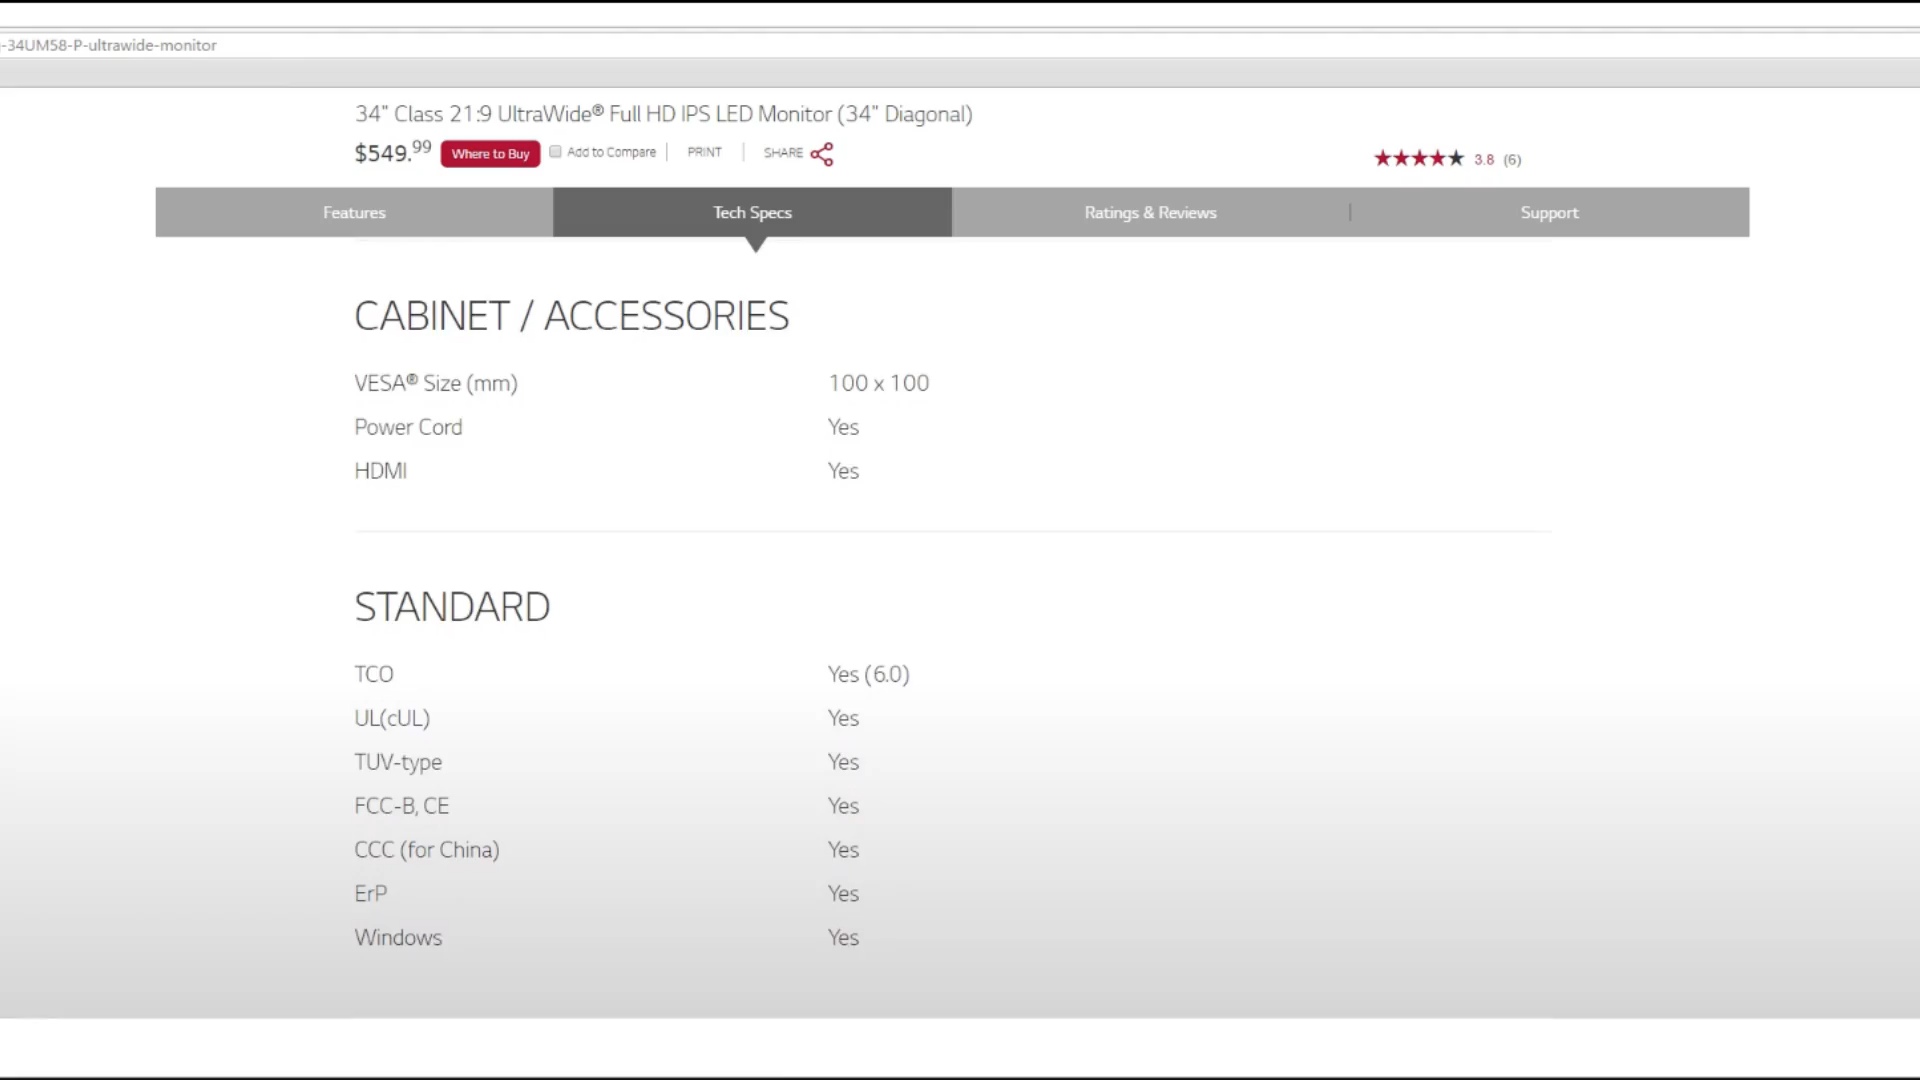 -34UM58-P-ultrawide-monitor
34" Class 21:9 UltraWide® Full HD IPS LED Monitor (34" Diagonal)
$549.99 Where to Buy Add to Compare PRINT SHARE 3.8 (6)
Features Tech Specs Ratings & Reviews Support
CABINET / ACCESSORIES
VESA® Size (mm) 100 x 100
Power Cord Yes
HDMI Yes
STANDARD
TCO Yes (6.0)
UL(cUL) Yes
TUV-type Yes
FCC-B, CE Yes
CCC (for China) Yes
ErP Yes
Windows Yes